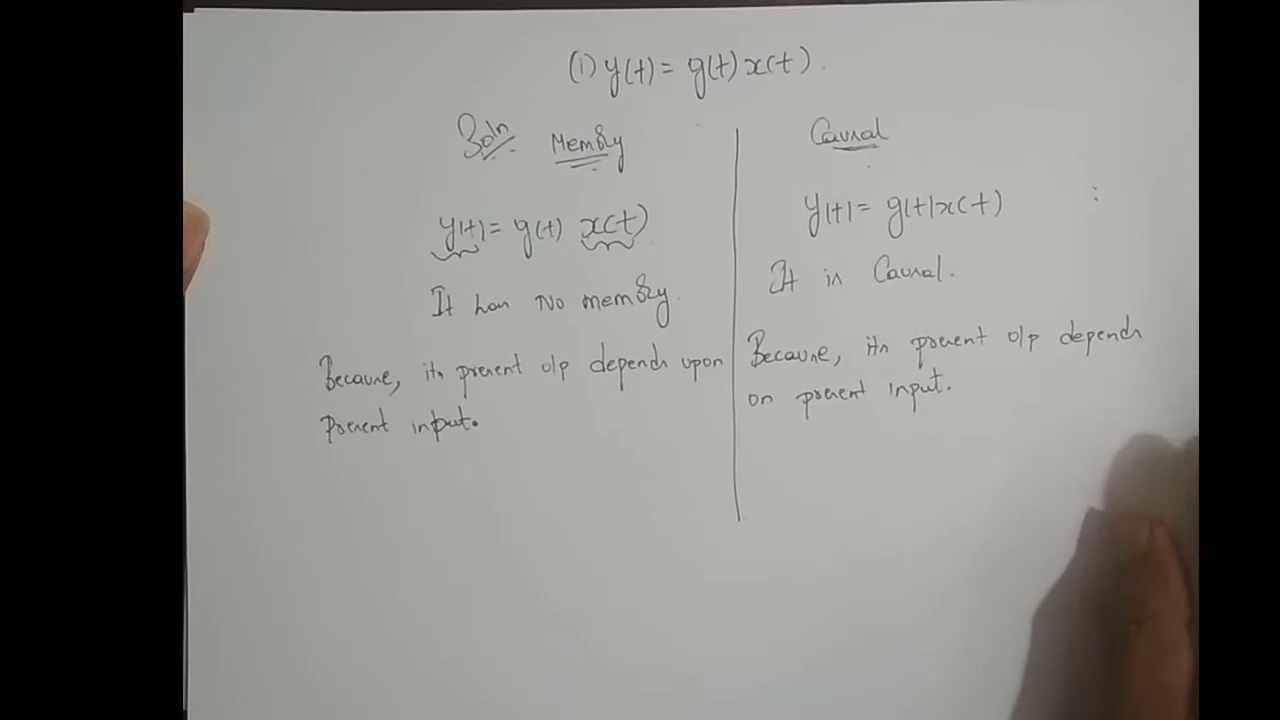 (1) y(t) = g(t) x(t).
Soln Memory
y(t) = g(t) x(t)
It has No memory.
Because, its present o/p depends upon
Present input.
Causal
y(t) = g(t)x(t)
It is Causal.
Because, its present o/p depends
on present input.